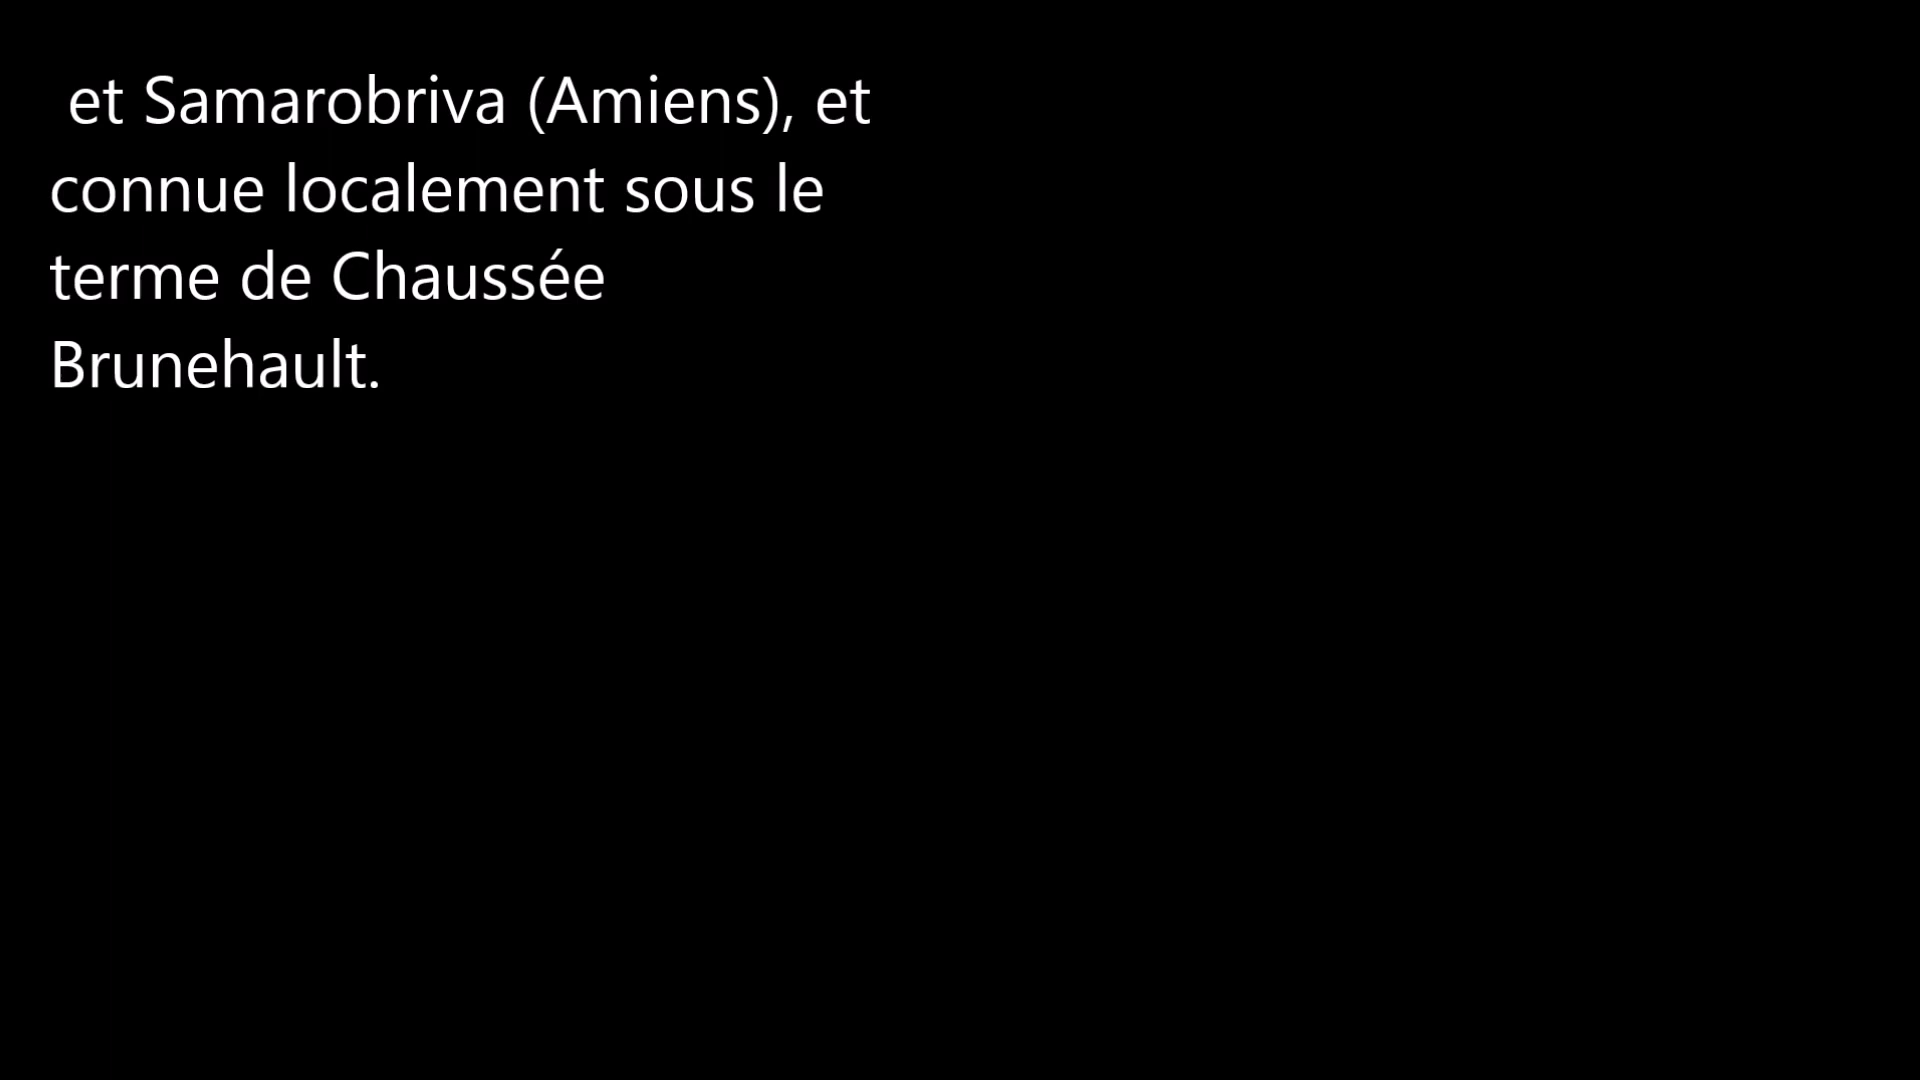 et Samarobriva (Amiens), et
connue localement sous le
terme de Chaussée
Brunehault.